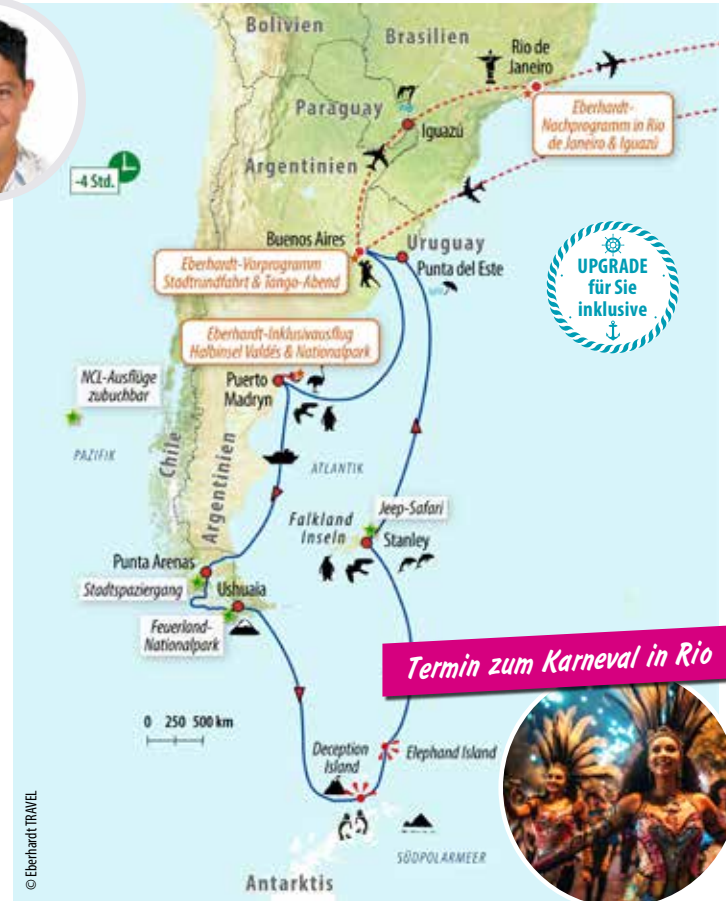 Bolivien
Brasilien
Rio de
Janeiro
Paraguay
Iguazú
Eberhardt-
Nachprogramm in Rio
de Janeiro & Iguazú
Argentinien
-4 Std.
Buenos Aires
Uruguay
Punta del Este
Eberhardt-Vorprogramm
Stadtrundfahrt & Tango-Abend
UPGRADE
für Sie
inklusive
Eberhardt-Inklusivausflug
Halbinsel Valdés & Nationalpark
NCL-Ausflüge
zubuchbar
Puerto
Madryn
PAZIFIK
Chile
Argentinien
ATLANTIK
Falkland
Inseln
Jeep-Safari
Stanley
Punta Arenas
Stadtspaziergang
Ushuaia
Feuerland-
Nationalpark
Termin zum Karneval in Rio
0 250 500 km
Deception
Island
Elephand Island
SÜDPOLARMEER
Antarktis
© Eberhardt TRAVEL